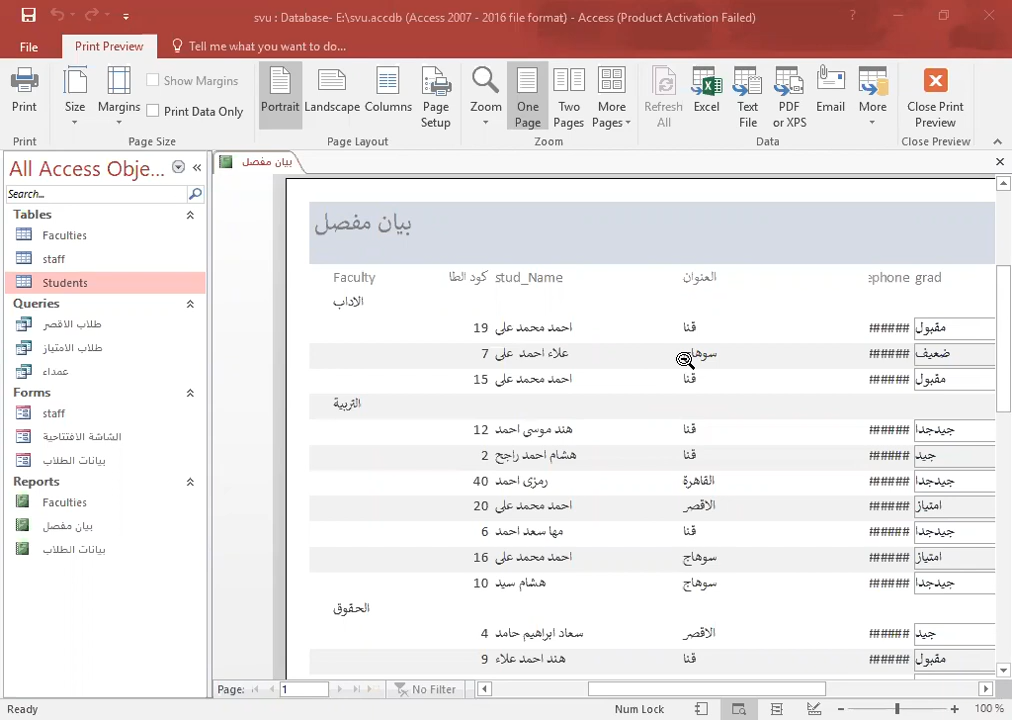 svu : Database- E:\svu.accdb (Access 2007 - 2016 file format) - Access (Product Activation Failed)
File Print Preview Tell me what you want to do...
Print
Size
Margins
Show Margins
Print Data Only
Portrait
Landscape
Columns
Page Setup
Zoom
One Page
Two Pages
More Pages
Refresh All
Excel
Text File
PDF or XPS
Email
More
Close Print Preview
Print Page Size Page Layout Zoom Data Close Preview
All Access Obje...
Search...
Tables
Faculties
staff
Students
Queries
طلاب الاقصر
طلاب الامتياز
عمداء
Forms
staff
الشاشة الافتتاحية
بيانات الطلاب
Reports
Faculties
بيان مفصل
بيانات الطلاب
بيان مفصل
بيان مفصل
Faculty كود الطا stud_Name العنوان ephone grad
الاداب
19 احمد محمد على قنا ###### مقبول
7 علاء احمد على سوهاج ###### ضعيف
15 احمد محمد على قنا ###### مقبول
التربية
12 هند موسى احمد قنا ###### جيدجدا
2 هشام احمد راجح قنا ###### جيد
40 رمزى احمد القاهرة ###### جيدجدا
20 احمد محمد على الاقصر ###### امتياز
6 مها سعد احمد قنا ###### جيدجدا
16 احمد محمد على سوهاج ###### امتياز
10 هشام سيد سوهاج ###### جيدجدا
الحقوق
4 سعاد ابراهيم حامد الاقصر ###### جيد
9 هند احمد علاء قنا ###### مقبول
Page: 1 No Filter
Ready Num Lock 100 %